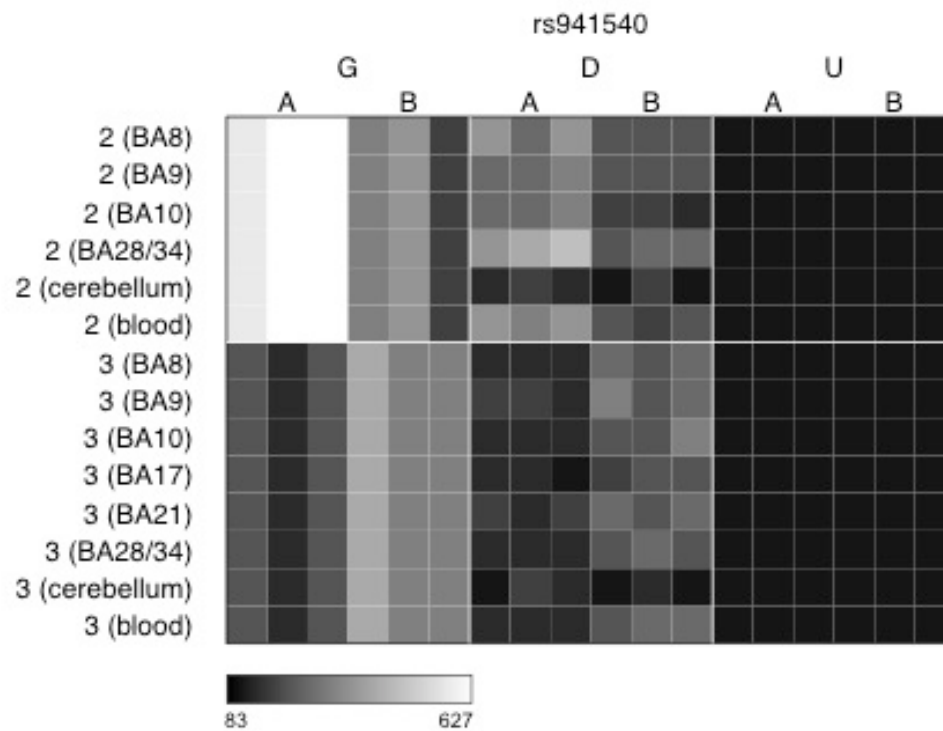 rs941540
G D U
A B A B A B
2 (BA8)
2 (BA9)
2 (BA10)
2 (BA28/34)
2 (cerebellum)
2 (blood)
3 (BA8)
3 (BA9)
3 (BA10)
3 (BA17)
3 (BA21)
3 (BA28/34)
3 (cerebellum)
3 (blood)
83 627